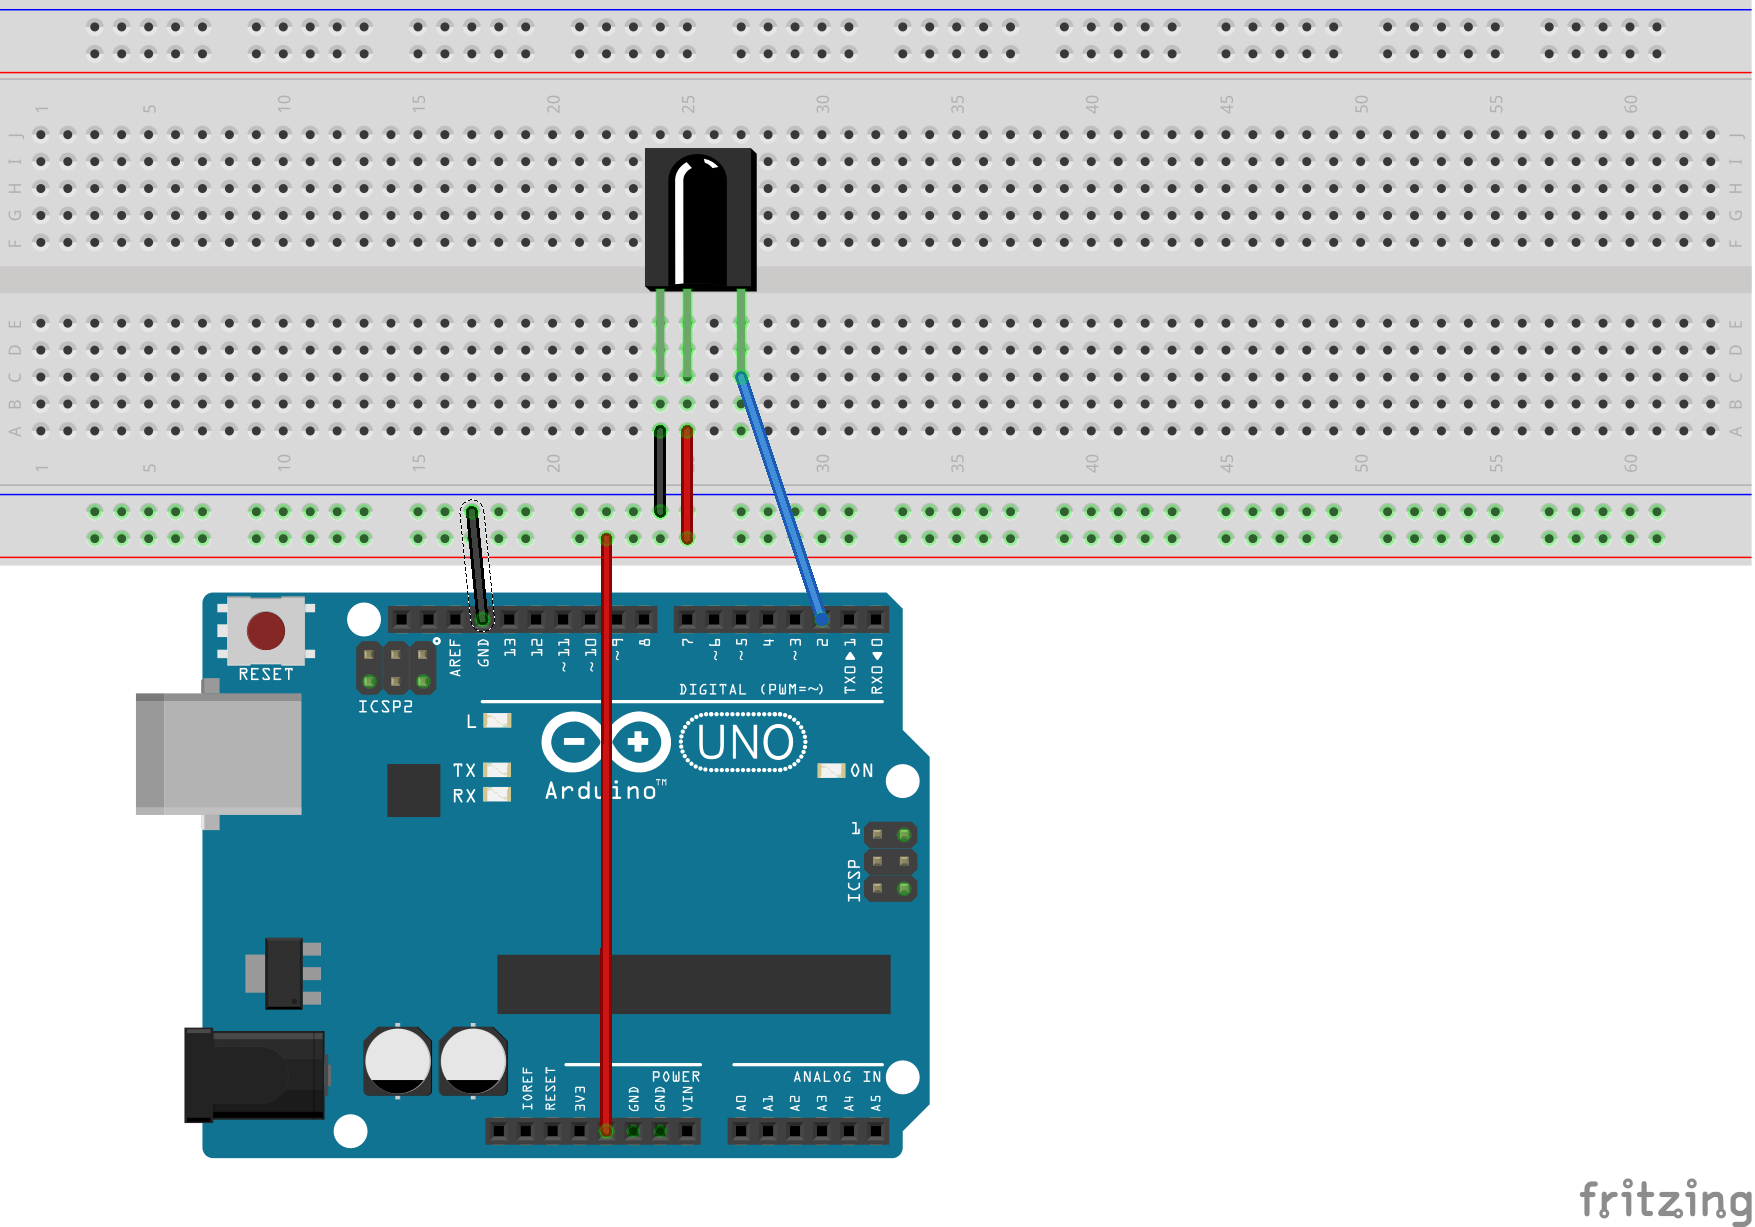 1 5 10 15 20 25 30 35 40 45 50 55 60
J J
I I
H H
G G
F F
E E
D D
C C
B B
A A
1 5 10 15 20 30 35 40 45 50 55 60
RESET
ICSP2
AREF
GND
13
12
~11
~10
~9
8
7
~6
~5
4
~3
2
TX0▶1
RX0◀0
DIGITAL (PWM=~)
L
TX
RX
Arduino™
UNO
ON
1
ICSP
POWER
ANALOG IN
IOREF
RESET
3V3
GND
GND
VIN
A0
A1
A2
A3
A4
A5
fritzing